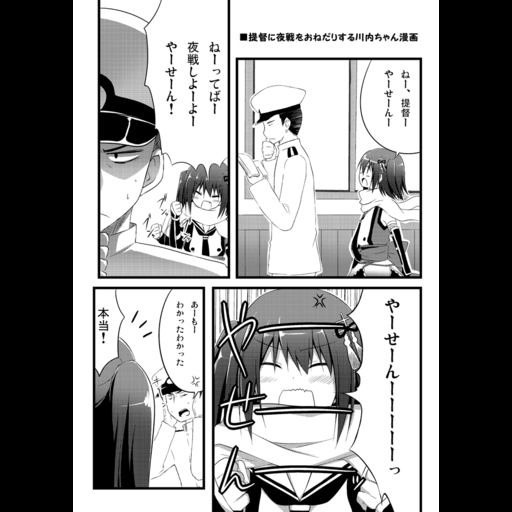 ■提督に夜戦をおねだりする川内ちゃん漫画
ねー、提督ー
やーせーんー
ねーってばー
夜戦しよーよー
やーせーん！
やーせーんーーーーーっ
やーせーん
あーもー
わかったわかった
本当！